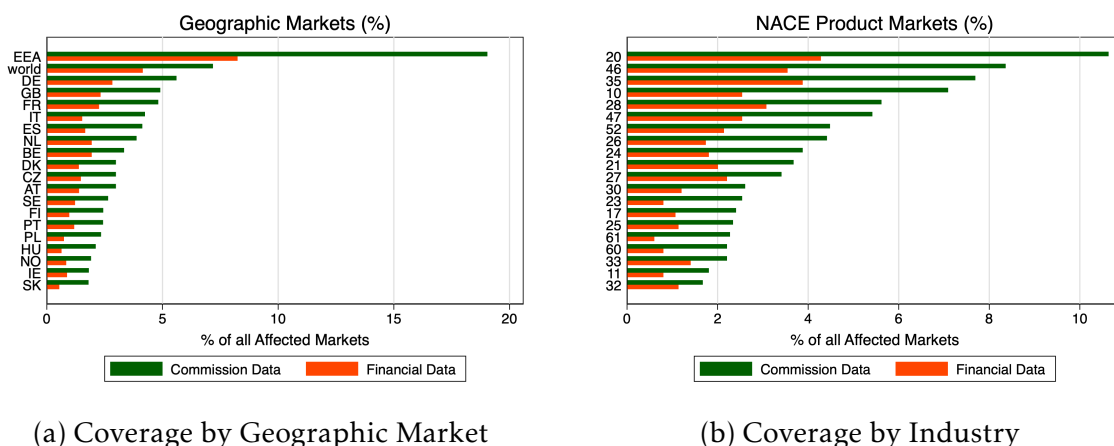 Geographic Markets (%)
EEA
world
DE
GB
FR
IT
ES
NL
BE
DK
CZ
AT
SE
FI
PT
PL
HU
NO
IE
SK
0 5 10 15 20
% of all Affected Markets
Commission Data Financial Data
(a) Coverage by Geographic Market
NACE Product Markets (%)
20
46
35
10
28
47
52
26
24
21
27
30
23
17
25
61
60
33
11
32
0 2 4 6 8 10
% of all Affected Markets
Commission Data Financial Data
(b) Coverage by Industry